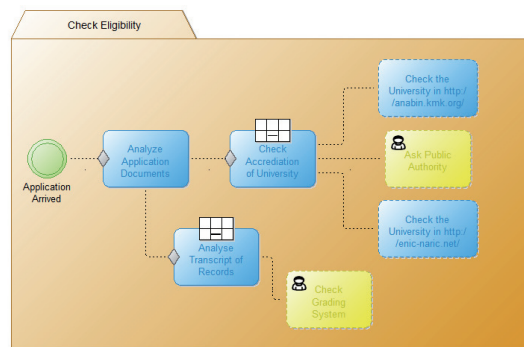 Check Eligibility
Application
Arrived
Analyze
Application
Documents
Check
Accrediation
of University
Check the
University in http:/
/anabin.kmk.org/
Ask Public
Authority
Check the
University in http:/
/enic-naric.net/
Analyse
Transcript of
Records
Check
Grading
System